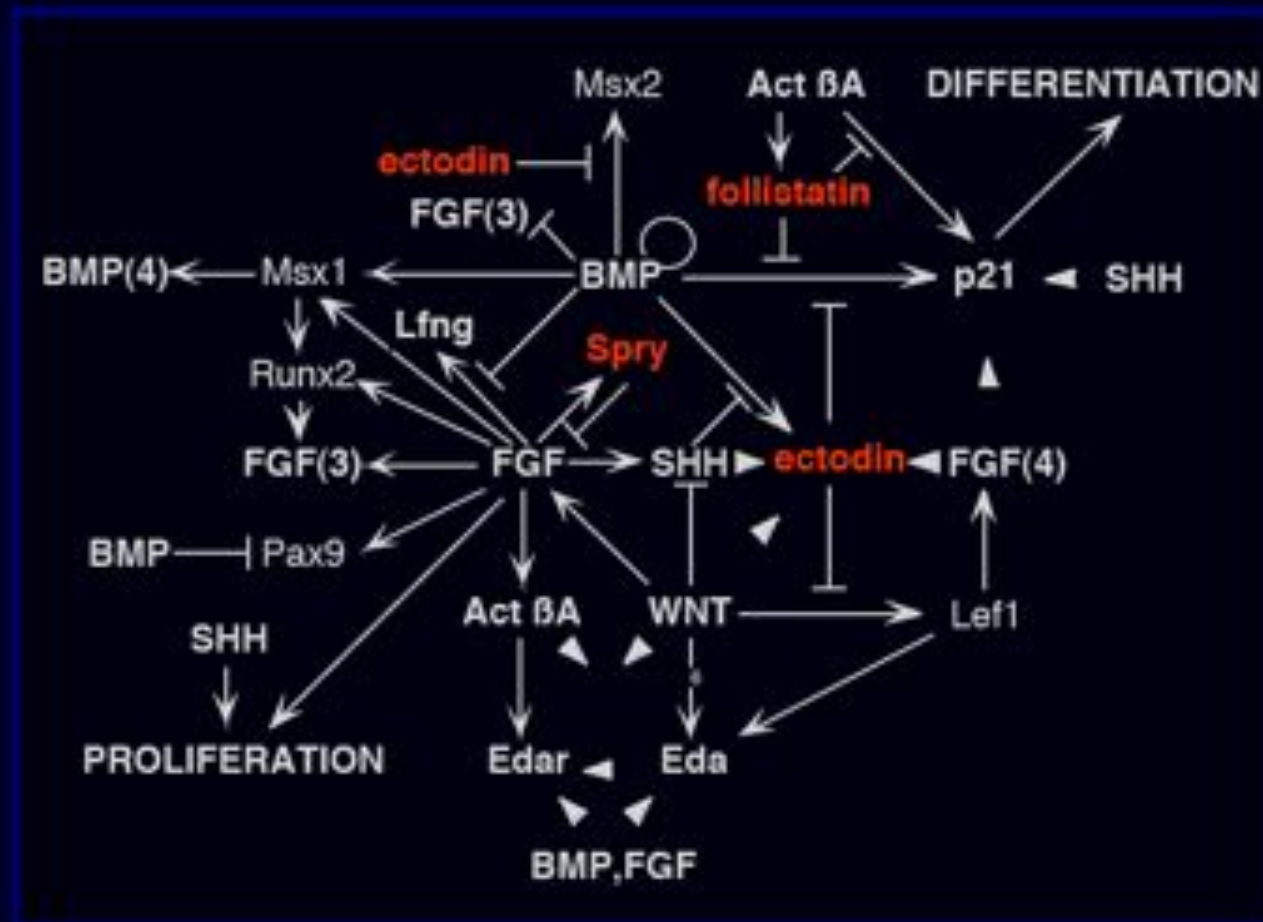 Msx2 Act ßA DIFFERENTIATION
ectodin
follistatin
FGF(3)
BMP(4) Msx1 BMP p21 SHH
Lfng
Spry
Runx2
FGF(3) FGF SHH ectodin FGF(4)
BMP Pax9
Act ßA WNT Lef1
SHH
PROLIFERATION Edar Eda
BMP,FGF